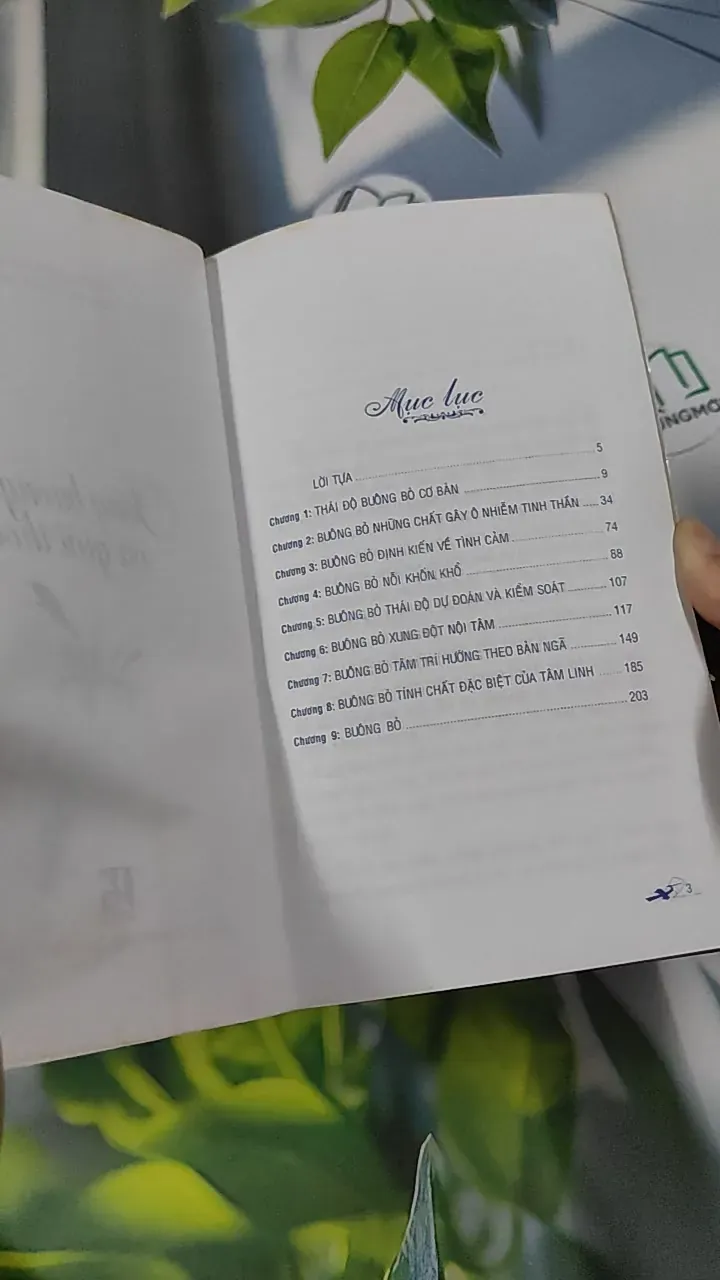 Mục lục
LỜI TỰA ........ 5
Chương 1: THÁI ĐỘ BUÔNG BỎ CƠ BẢN ........ 9
Chương 2: BUÔNG BỎ NHỮNG CHẤT GÂY Ô NHIỄM TINH THẦN ..... 34
Chương 3: BUÔNG BỎ ĐỊNH KIẾN VỀ TÌNH CẢM ........ 74
Chương 4: BUÔNG BỎ NỖI KHỐN KHỔ ........ 88
Chương 5: BUÔNG BỎ THÁI ĐỘ DỰ ĐOÁN VÀ KIỂM SOÁT ........ 107
Chương 6: BUÔNG BỎ XUNG ĐỘT NỘI TÂM ........ 117
Chương 7: BUÔNG BỎ TÂM TRÍ HƯỚNG THEO BẢN NGÃ ........ 149
Chương 8: BUÔNG BỎ TÍNH CHẤT ĐẶC BIỆT CỦA TÂM LINH ...... 185
Chương 9: BUÔNG BỎ ........ 203
3